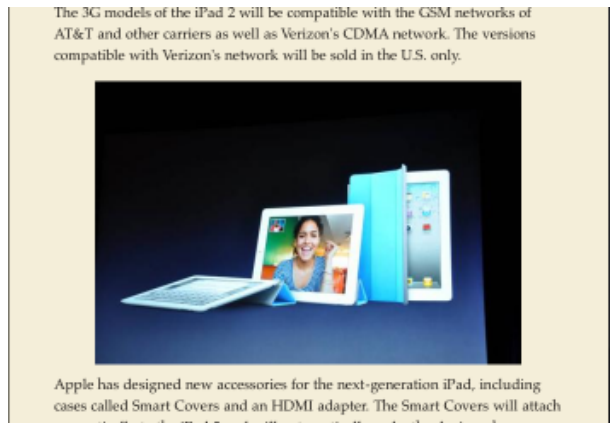 The 3G models of the iPad 2 will be compatible with the GSM networks of
AT&T and other carriers as well as Verizon's CDMA network. The versions
compatible with Verizon's network will be sold in the U.S. only.
Apple has designed new accessories for the next-generation iPad, including
cases called Smart Covers and an HDMI adapter. The Smart Covers will attach